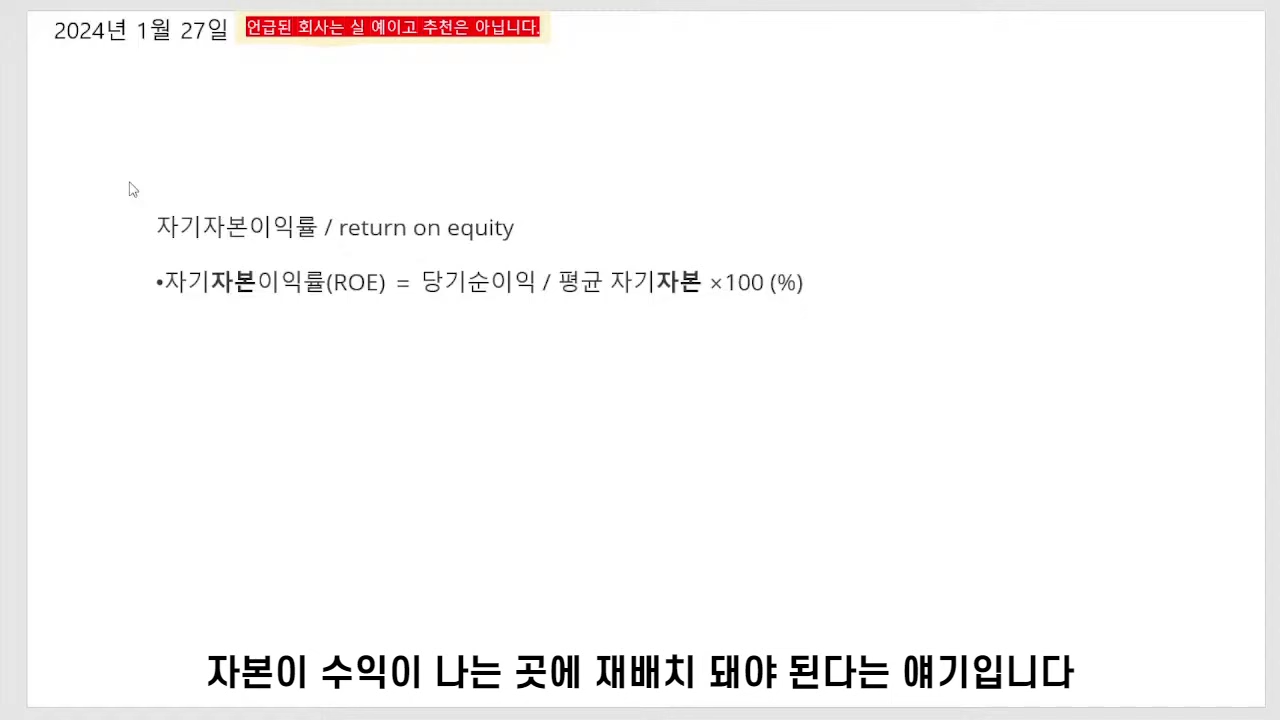 2024년 1월 27일 언급된 회사는 실 예이고 추천은 아닙니다.
자기자본이익률 / return on equity
•자기자본이익률(ROE) = 당기순이익 / 평균 자기자본 ×100 (%)
자본이 수익이 나는 곳에 재배치 돼야 된다는 얘기입니다